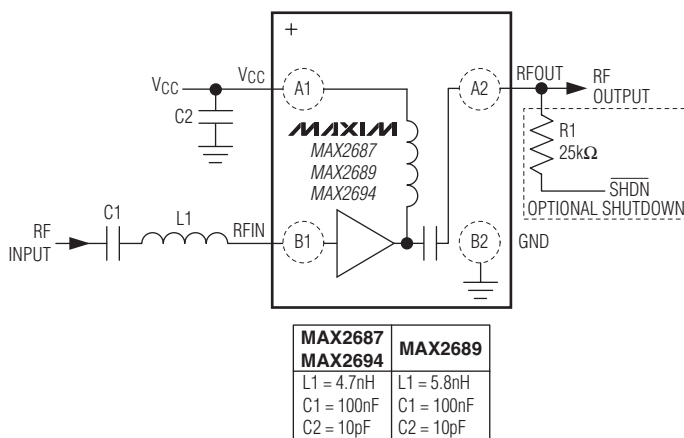 +
VCC
VCC
A1
A2
RFOUT
RF
OUTPUT
C2
MAXIM
MAX2687
MAX2689
MAX2694
R1
25kΩ
SHDN
OPTIONAL SHUTDOWN
RF
INPUT
C1
L1
RFIN
B1
B2
GND
MAX2687
MAX2694
MAX2689
L1 = 4.7nH
L1 = 5.8nH
C1 = 100nF
C1 = 100nF
C2 = 10pF
C2 = 10pF